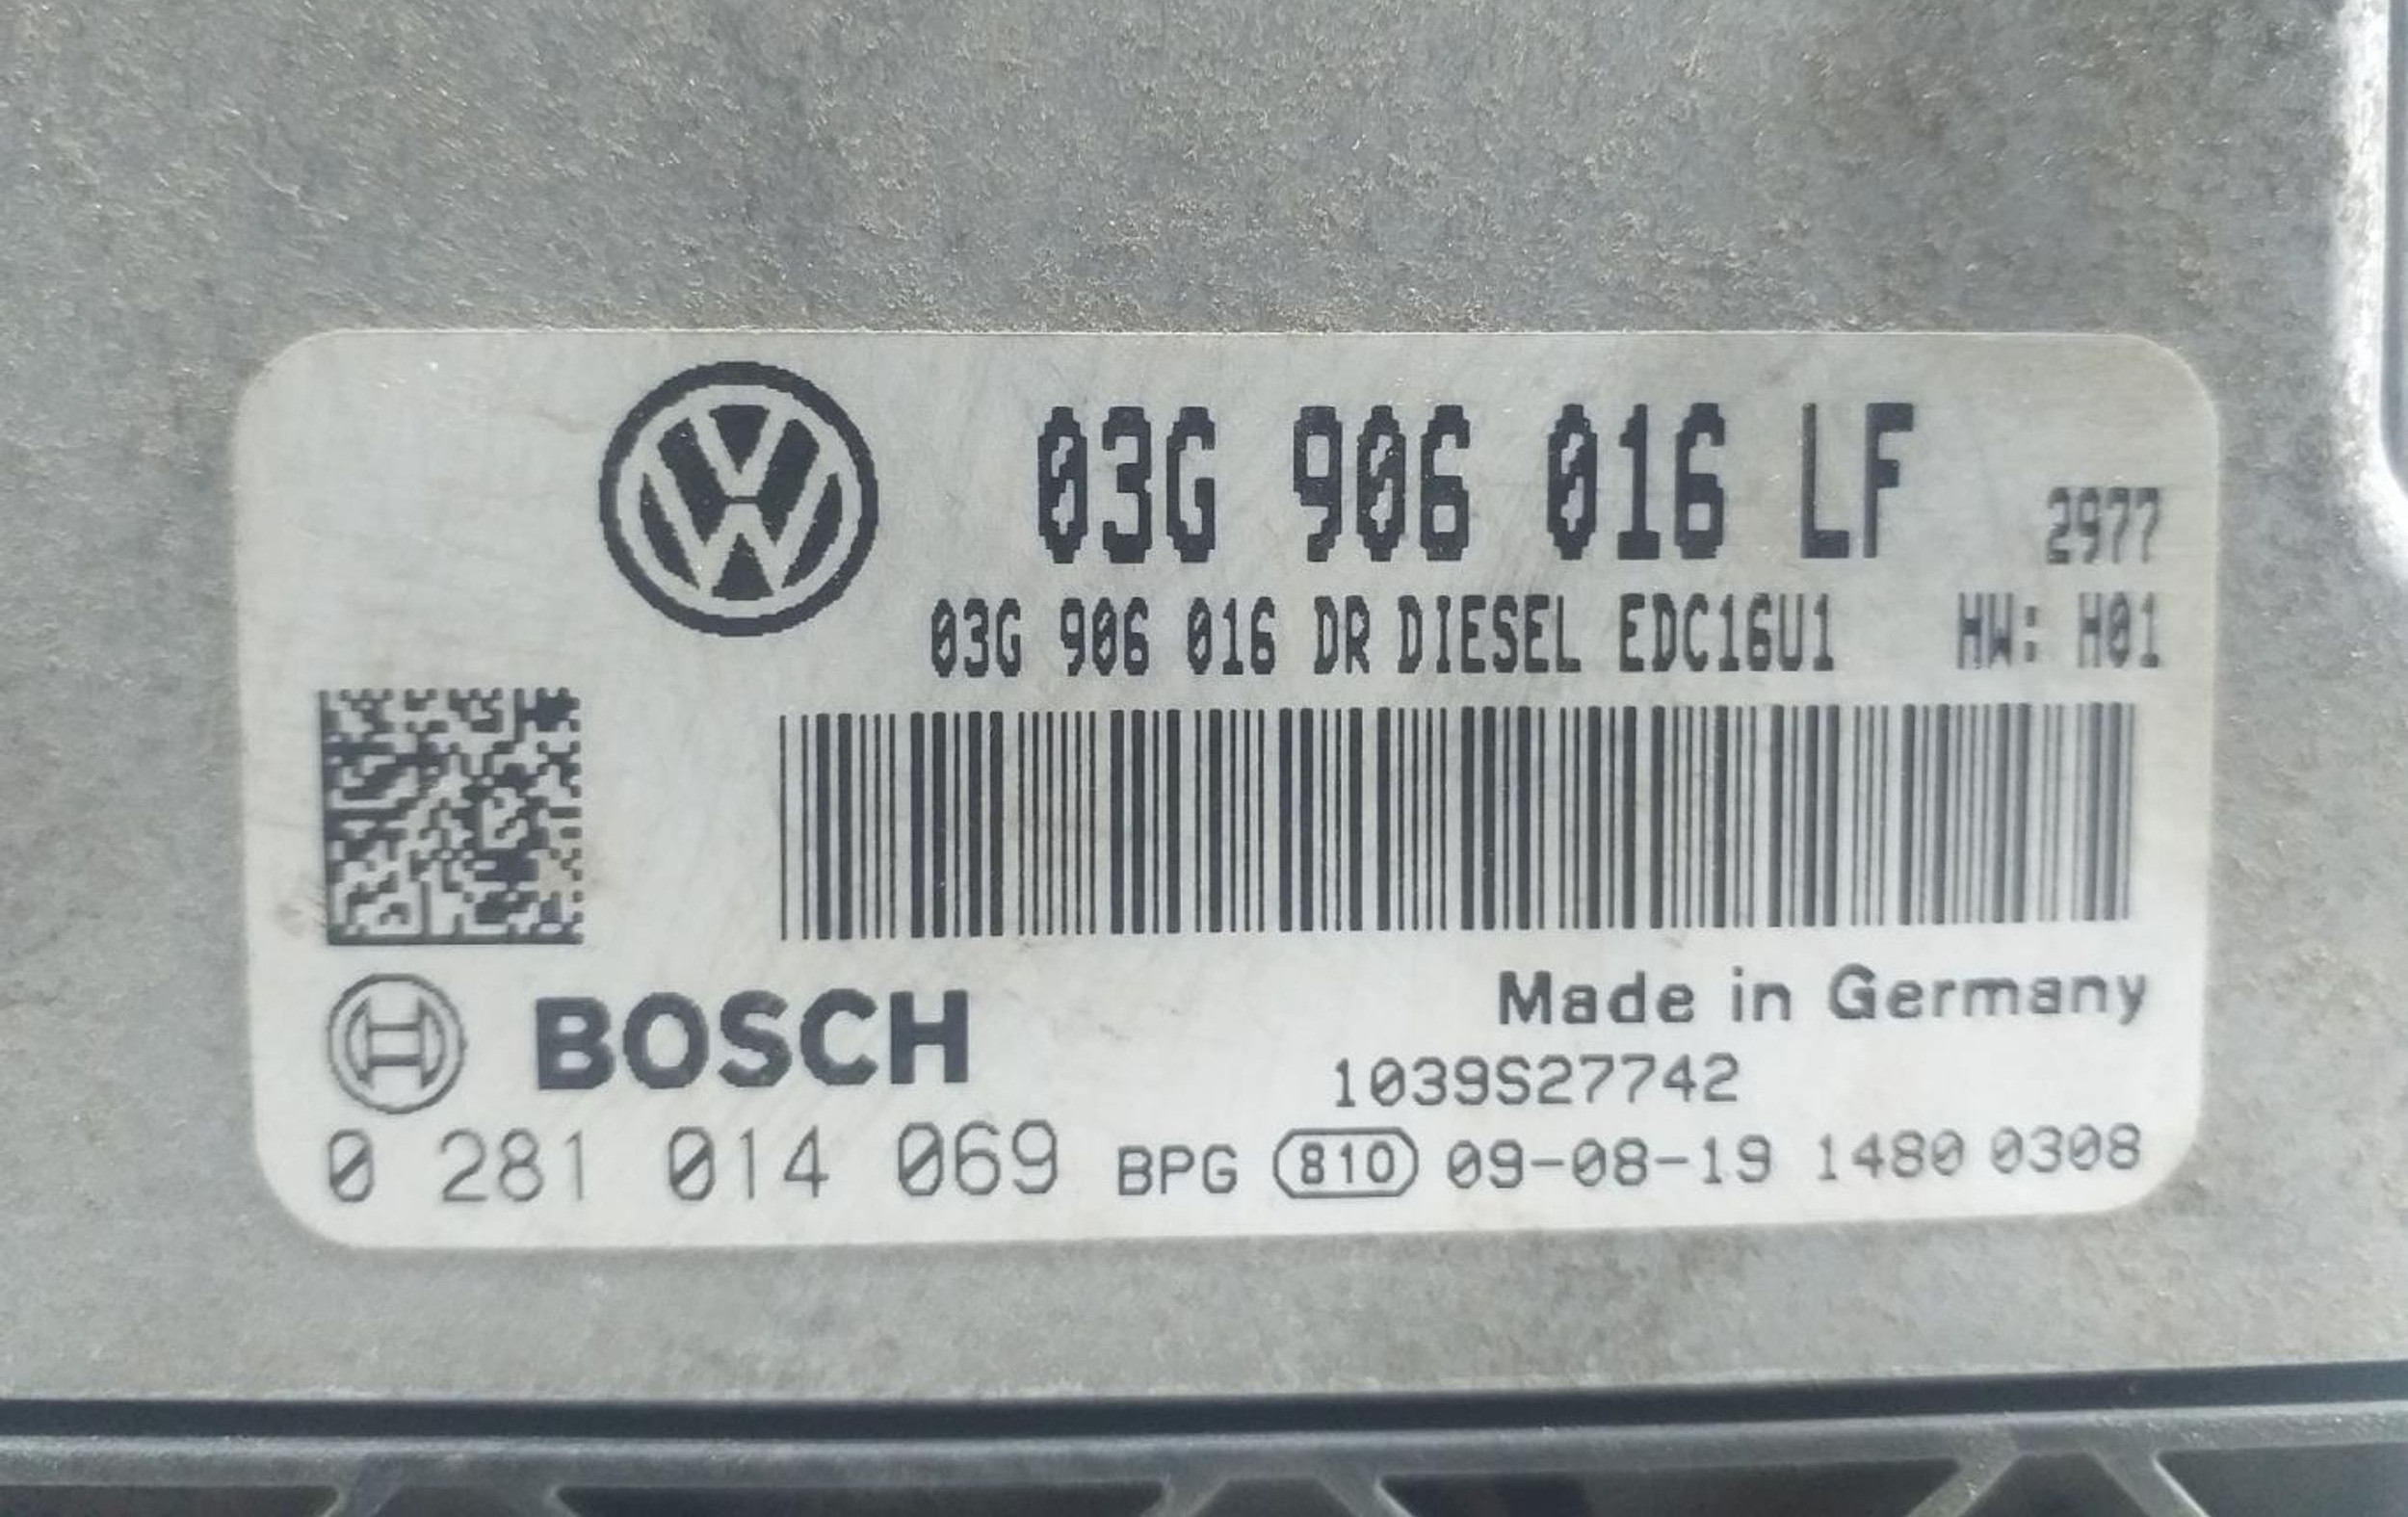 03G 906 016 LF 2977
03G 906 016 DR DIESEL EDC16U1 HW: H01
BOSCH
Made in Germany
1039S27742
0 281 014 069 BPG 810 09-08-19 1480 0308